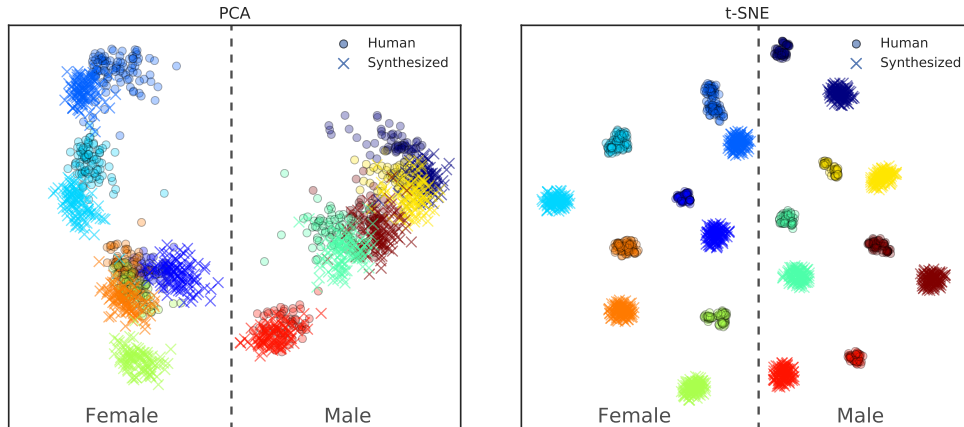 PCA
Human
Synthesized
Female
Male
t-SNE
Human
Synthesized
Female
Male